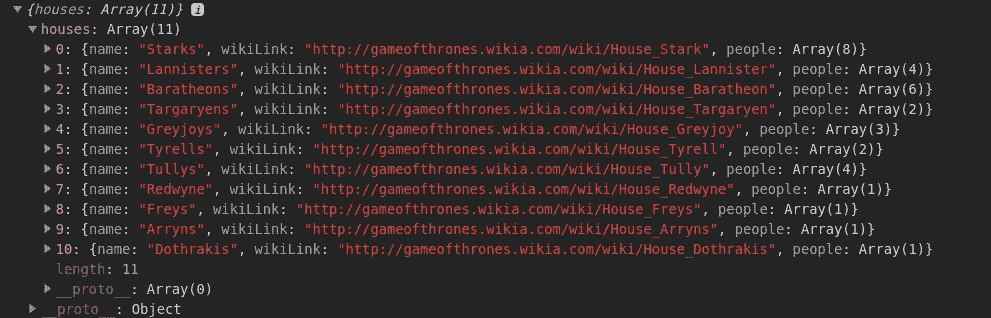 ▼{houses: Array(11)} i
▼houses: Array(11)
▶0: {name: "Starks", wikiLink: "http://gameofthrones.wikia.com/wiki/House_Stark", people: Array(8)}
▶1: {name: "Lannisters", wikiLink: "http://gameofthrones.wikia.com/wiki/House_Lannister", people: Array(4)}
▶2: {name: "Baratheons", wikiLink: "http://gameofthrones.wikia.com/wiki/House_Baratheon", people: Array(6)}
▶3: {name: "Targaryens", wikiLink: "http://gameofthrones.wikia.com/wiki/House_Targaryen", people: Array(2)}
▶4: {name: "Greyjoys", wikiLink: "http://gameofthrones.wikia.com/wiki/House_Greyjoy", people: Array(3)}
▶5: {name: "Tyrells", wikiLink: "http://gameofthrones.wikia.com/wiki/House_Tyrell", people: Array(2)}
▶6: {name: "Tullys", wikiLink: "http://gameofthrones.wikia.com/wiki/House_Tully", people: Array(4)}
▶7: {name: "Redwyne", wikiLink: "http://gameofthrones.wikia.com/wiki/House_Redwyne", people: Array(1)}
▶8: {name: "Freys", wikiLink: "http://gameofthrones.wikia.com/wiki/House_Freys", people: Array(1)}
▶9: {name: "Arryns", wikiLink: "http://gameofthrones.wikia.com/wiki/House_Arryns", people: Array(1)}
▶10: {name: "Dothrakis", wikiLink: "http://gameofthrones.wikia.com/wiki/House_Dothrakis", people: Array(1)}
length: 11
▶__proto__: Array(0)
▶__proto__: Object